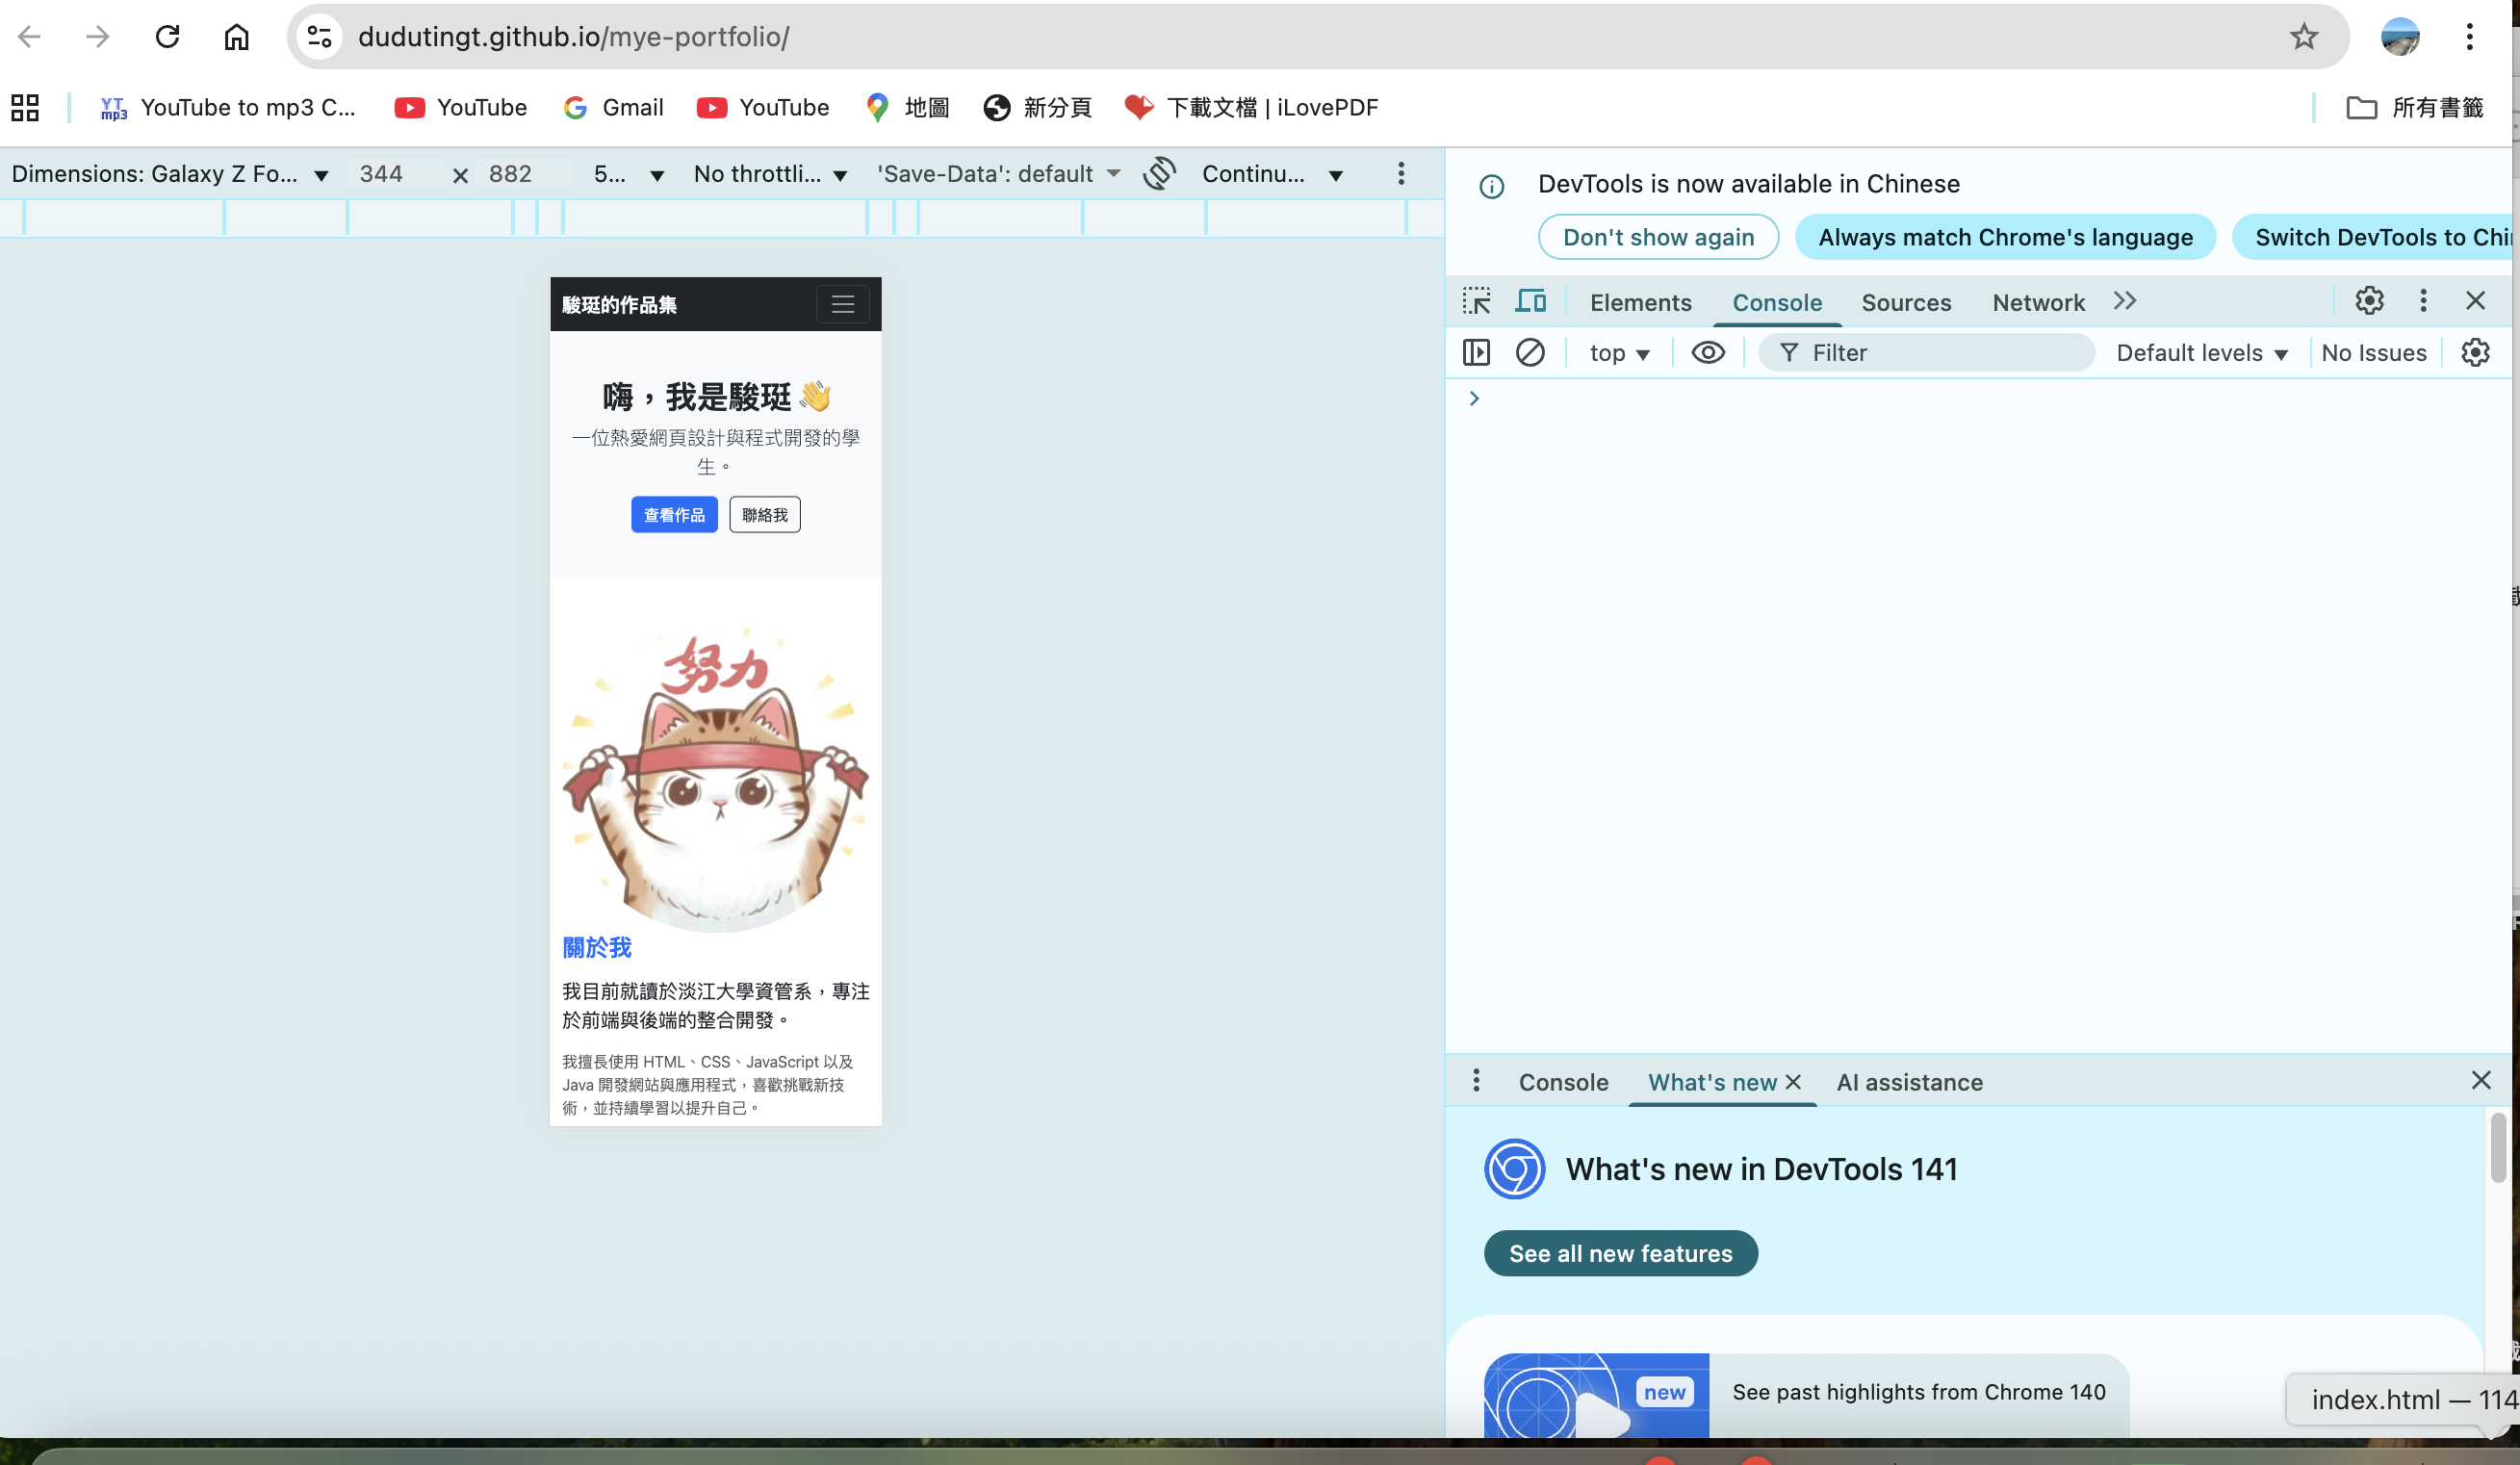 dudutingt.github.io/mye-portfolio/
YouTube to mp3 C...
YouTube
Gmail
YouTube
地圖
新分頁
下載文檔 | iLovePDF
所有書籤
Dimensions: Galaxy Z Fo... 344 × 882 5... No throttli... 'Save-Data': default Continu...
駿珽的作品集
嗨，我是駿珽👋
一位熱愛網頁設計與程式開發的學
生。
查看作品 聯絡我
努力
關於我
我目前就讀於淡江大學資管系，專注
於前端與後端的整合開發。
我擅長使用 HTML、CSS、JavaScript 以及
Java 開發網站與應用程式，喜歡挑戰新技
術，並持續學習以提升自己。
DevTools is now available in Chinese
Don't show again Always match Chrome's language Switch DevTools to Chi
Elements Console Sources Network
top Filter Default levels No Issues
Console What's new AI assistance
What's new in DevTools 141
See all new features
new
See past highlights from Chrome 140
index.html — 114